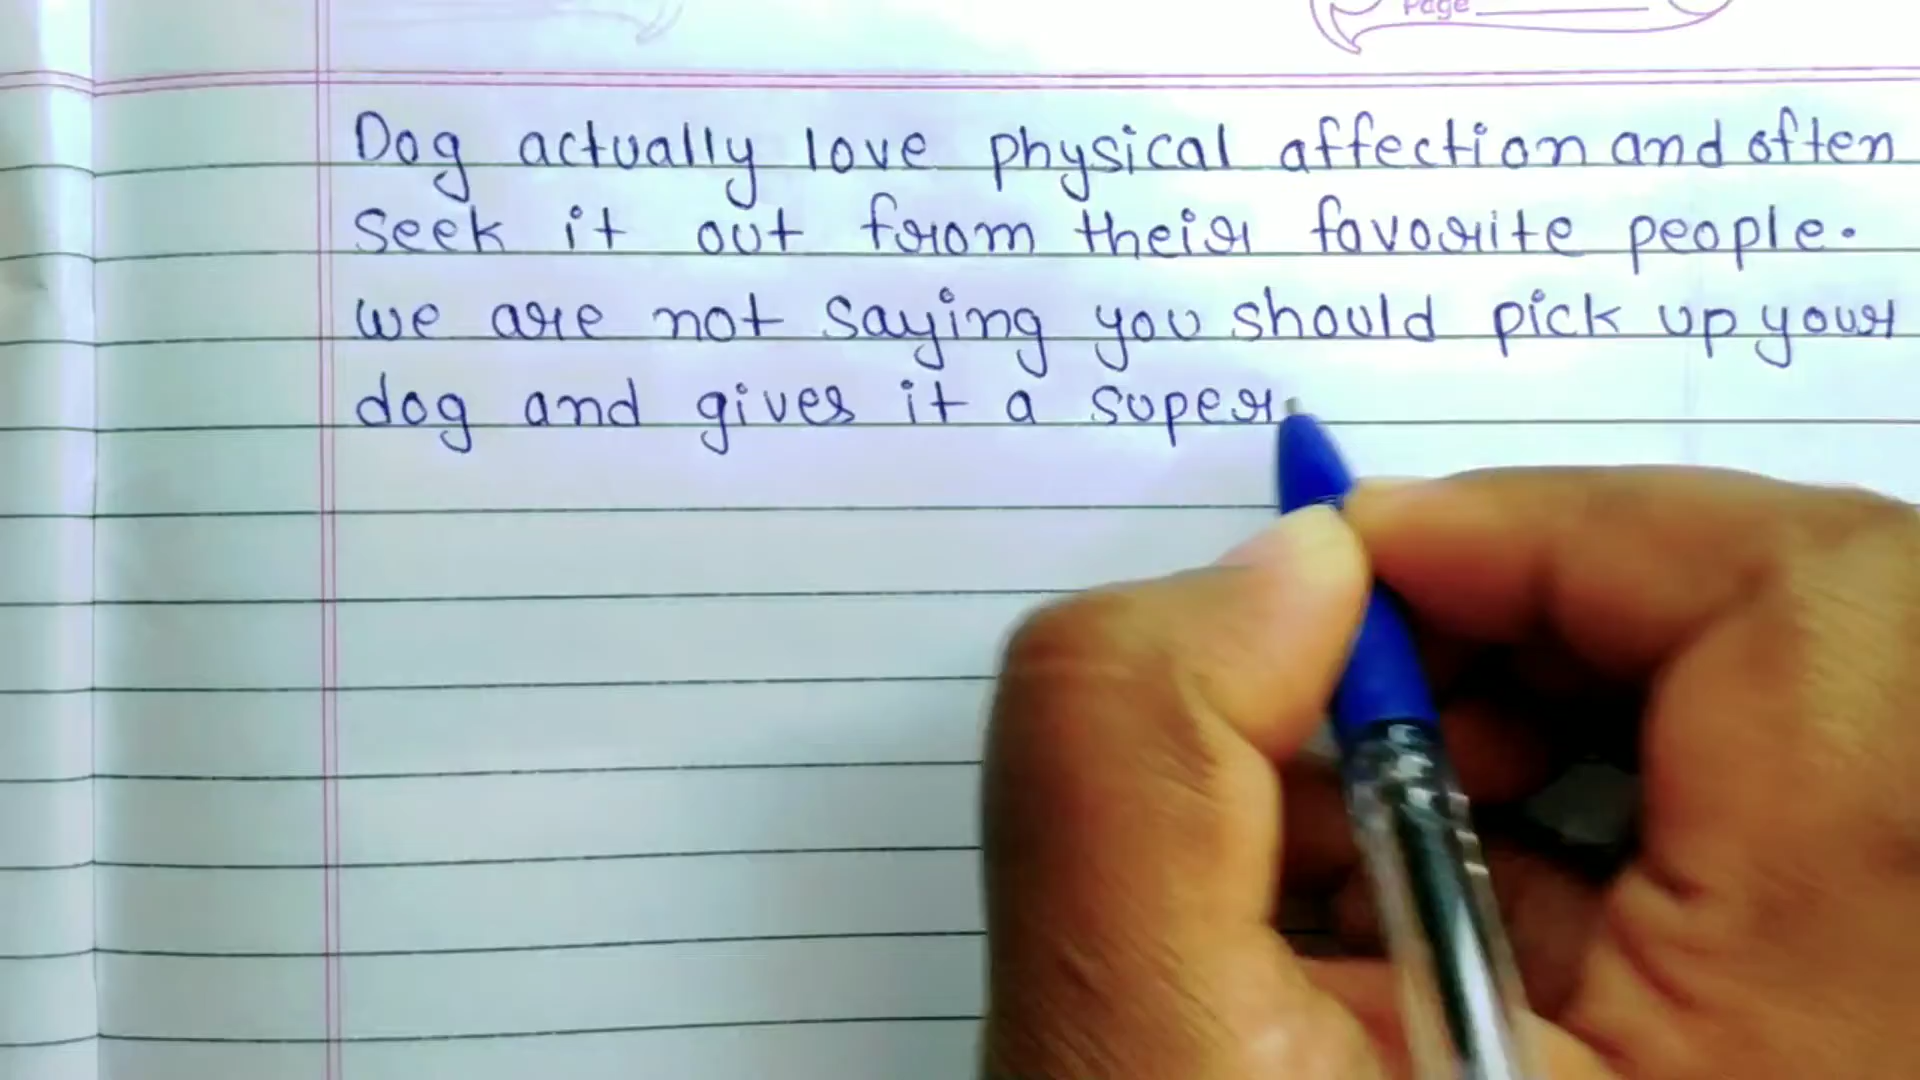 Page
Dog actually love physical affection and often
seek it out from their favorite people.
we are not saying you should pick up your
dog and gives it a super